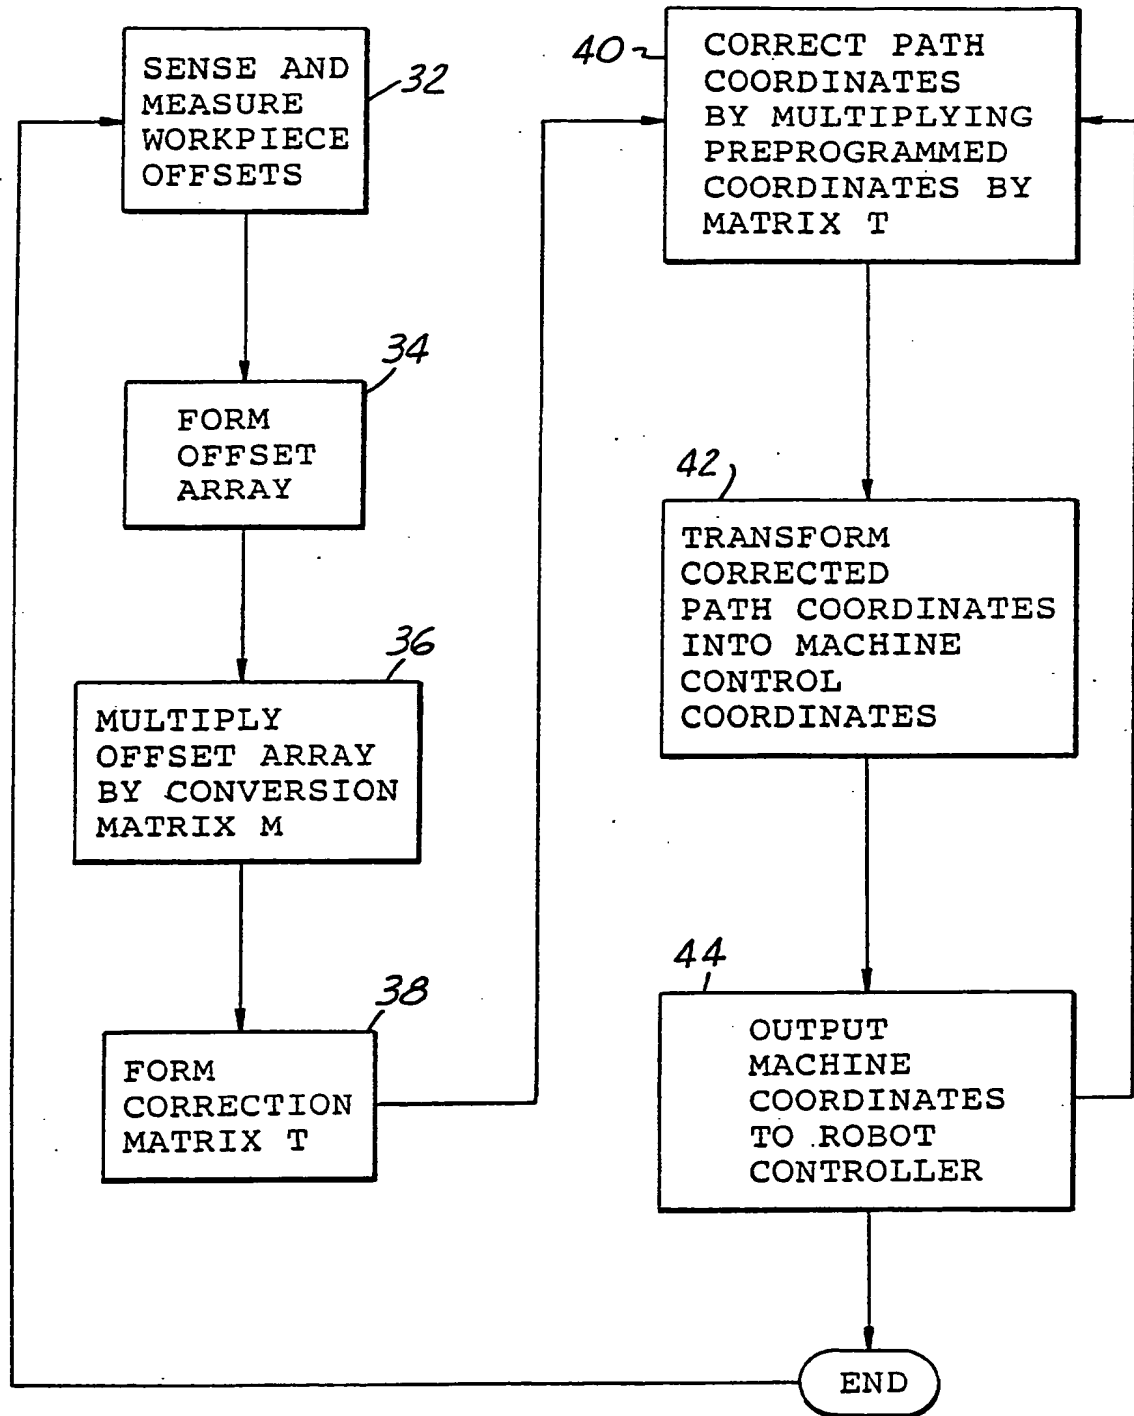 SENSE AND
MEASURE
WORKPIECE
OFFSETS
32
34
FORM
OFFSET
ARRAY
36
MULTIPLY
OFFSET ARRAY
BY CONVERSION
MATRIX M
38
FORM
CORRECTION
MATRIX T
40
CORRECT PATH
COORDINATES
BY MULTIPLYING
PREPROGRAMMED
COORDINATES BY
MATRIX T
42
TRANSFORM
CORRECTED
PATH COORDINATES
INTO MACHINE
CONTROL
COORDINATES
44
OUTPUT
MACHINE
COORDINATES
TO ROBOT
CONTROLLER
END